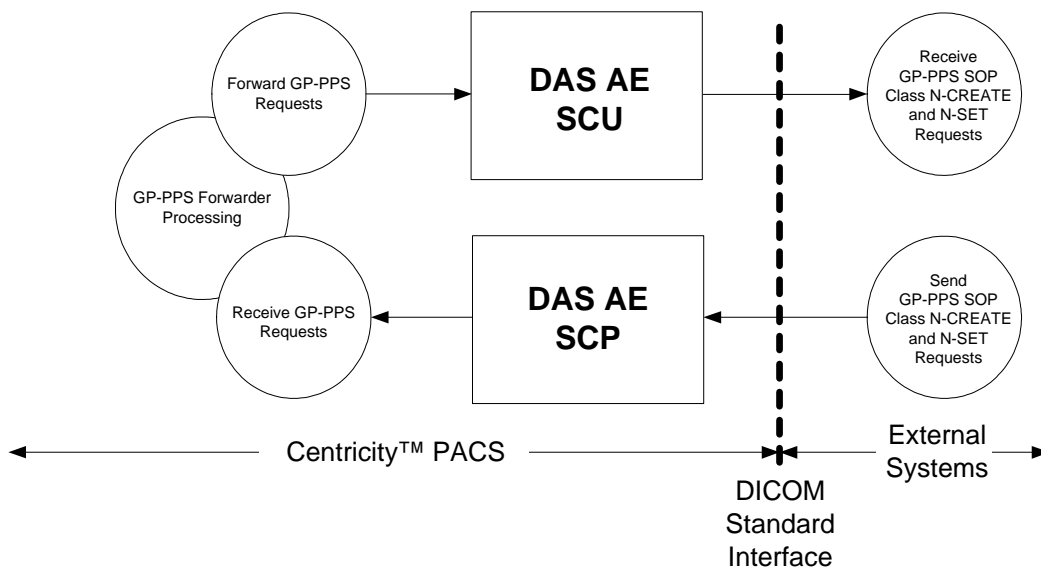 Forward GP-PPS
Requests
DAS AE
SCU
Receive
GP-PPS SOP
Class N-CREATE
and N-SET
Requests
GP-PPS Forwarder
Processing
Receive GP-PPS
Requests
DAS AE
SCP
Send
GP-PPS SOP
Class N-CREATE
and N-SET
Requests
Centricity™ PACS
External
Systems
DICOM
Standard
Interface